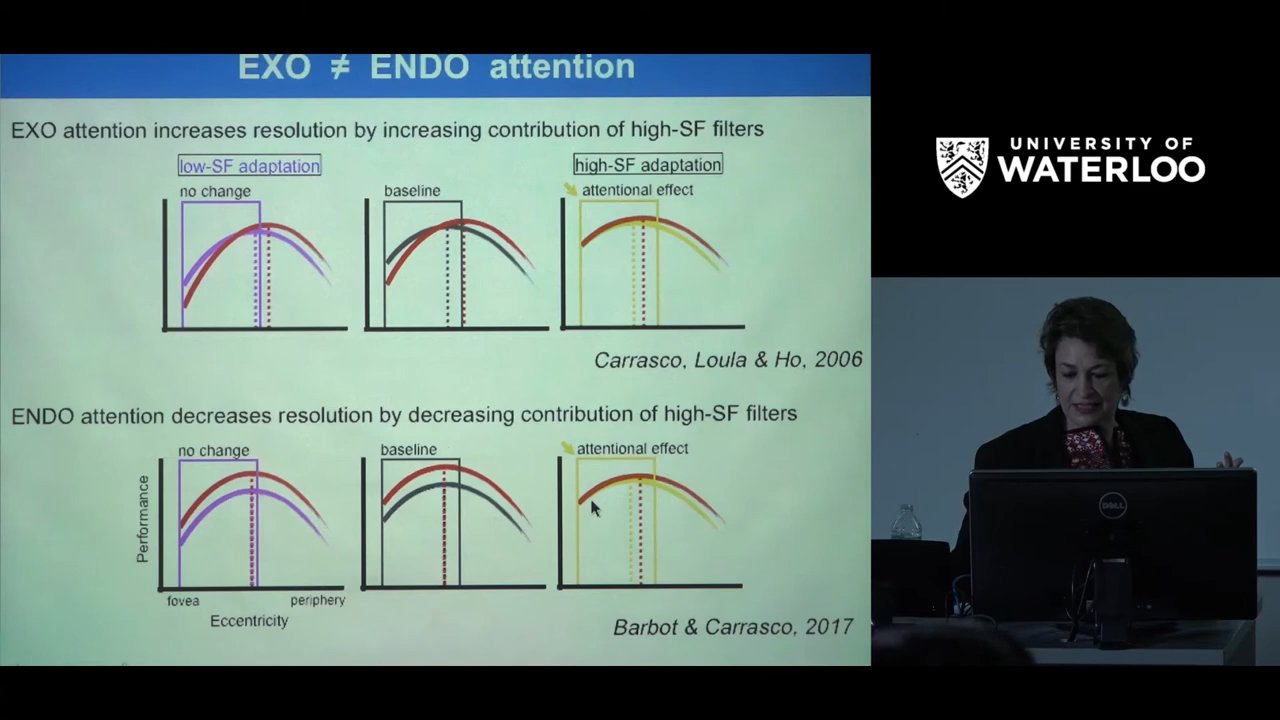 EXO ≠ ENDO attention
EXO attention increases resolution by increasing contribution of high-SF filters
low-SF adaptation
high-SF adaptation
no change
baseline
attentional effect
Carrasco, Loula & Ho, 2006
ENDO attention decreases resolution by decreasing contribution of high-SF filters
no change
baseline
attentional effect
Performance
fovea
periphery
Eccentricity
Barbot & Carrasco, 2017
UNIVERSITY OF
WATERLOO
DELL